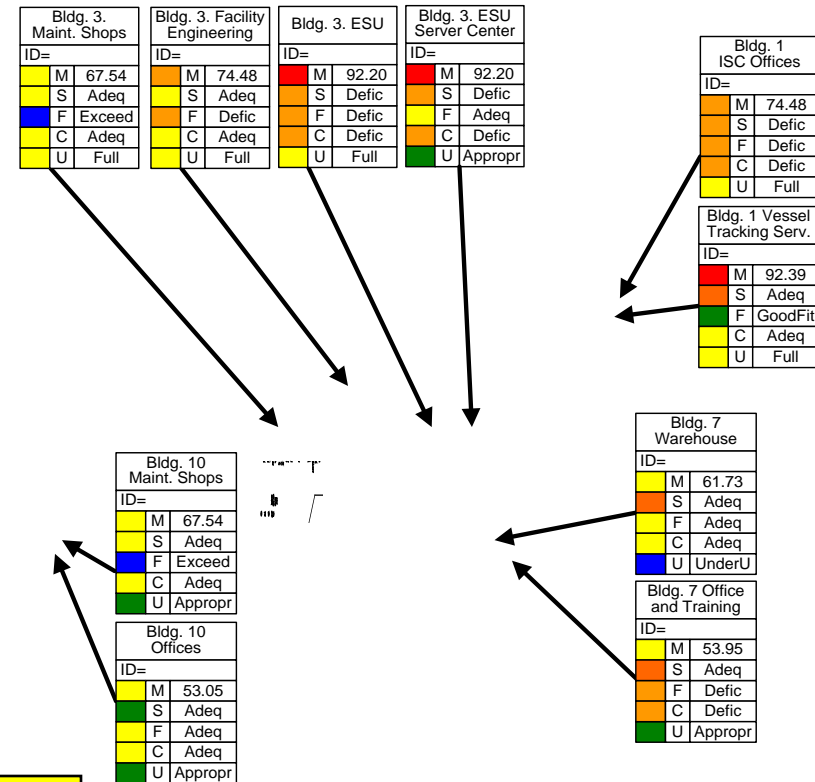 Bldg. 3.
Maint. Shops
ID=
M 67.54
S Adeq
F Exceed
C Adeq
U Full
Bldg. 3. Facility
Engineering
ID=
M 74.48
S Adeq
F Defic
C Adeq
U Full
Bldg. 3. ESU
ID=
M 92.20
S Defic
F Defic
C Defic
U Full
Bldg. 3. ESU
Server Center
ID=
M 92.20
S Defic
F Adeq
C Defic
U Appropr
Bldg. 1
ISC Offices
ID=
M 74.48
S Defic
F Defic
C Defic
U Full
Bldg. 1 Vessel
Tracking Serv.
ID=
M 92.39
S Adeq
F GoodFit
C Adeq
U Full
Bldg. 10
Maint. Shops
ID=
M 67.54
S Adeq
F Exceed
C Adeq
U Appropr
Bldg. 10
Offices
ID=
M 53.05
S Adeq
F Adeq
C Adeq
U Appropr
Bldg. 7
Warehouse
ID=
M 61.73
S Adeq
F Adeq
C Adeq
U UnderU
Bldg. 7 Office
and Training
ID=
M 53.95
S Adeq
F Defic
C Defic
U Appropr